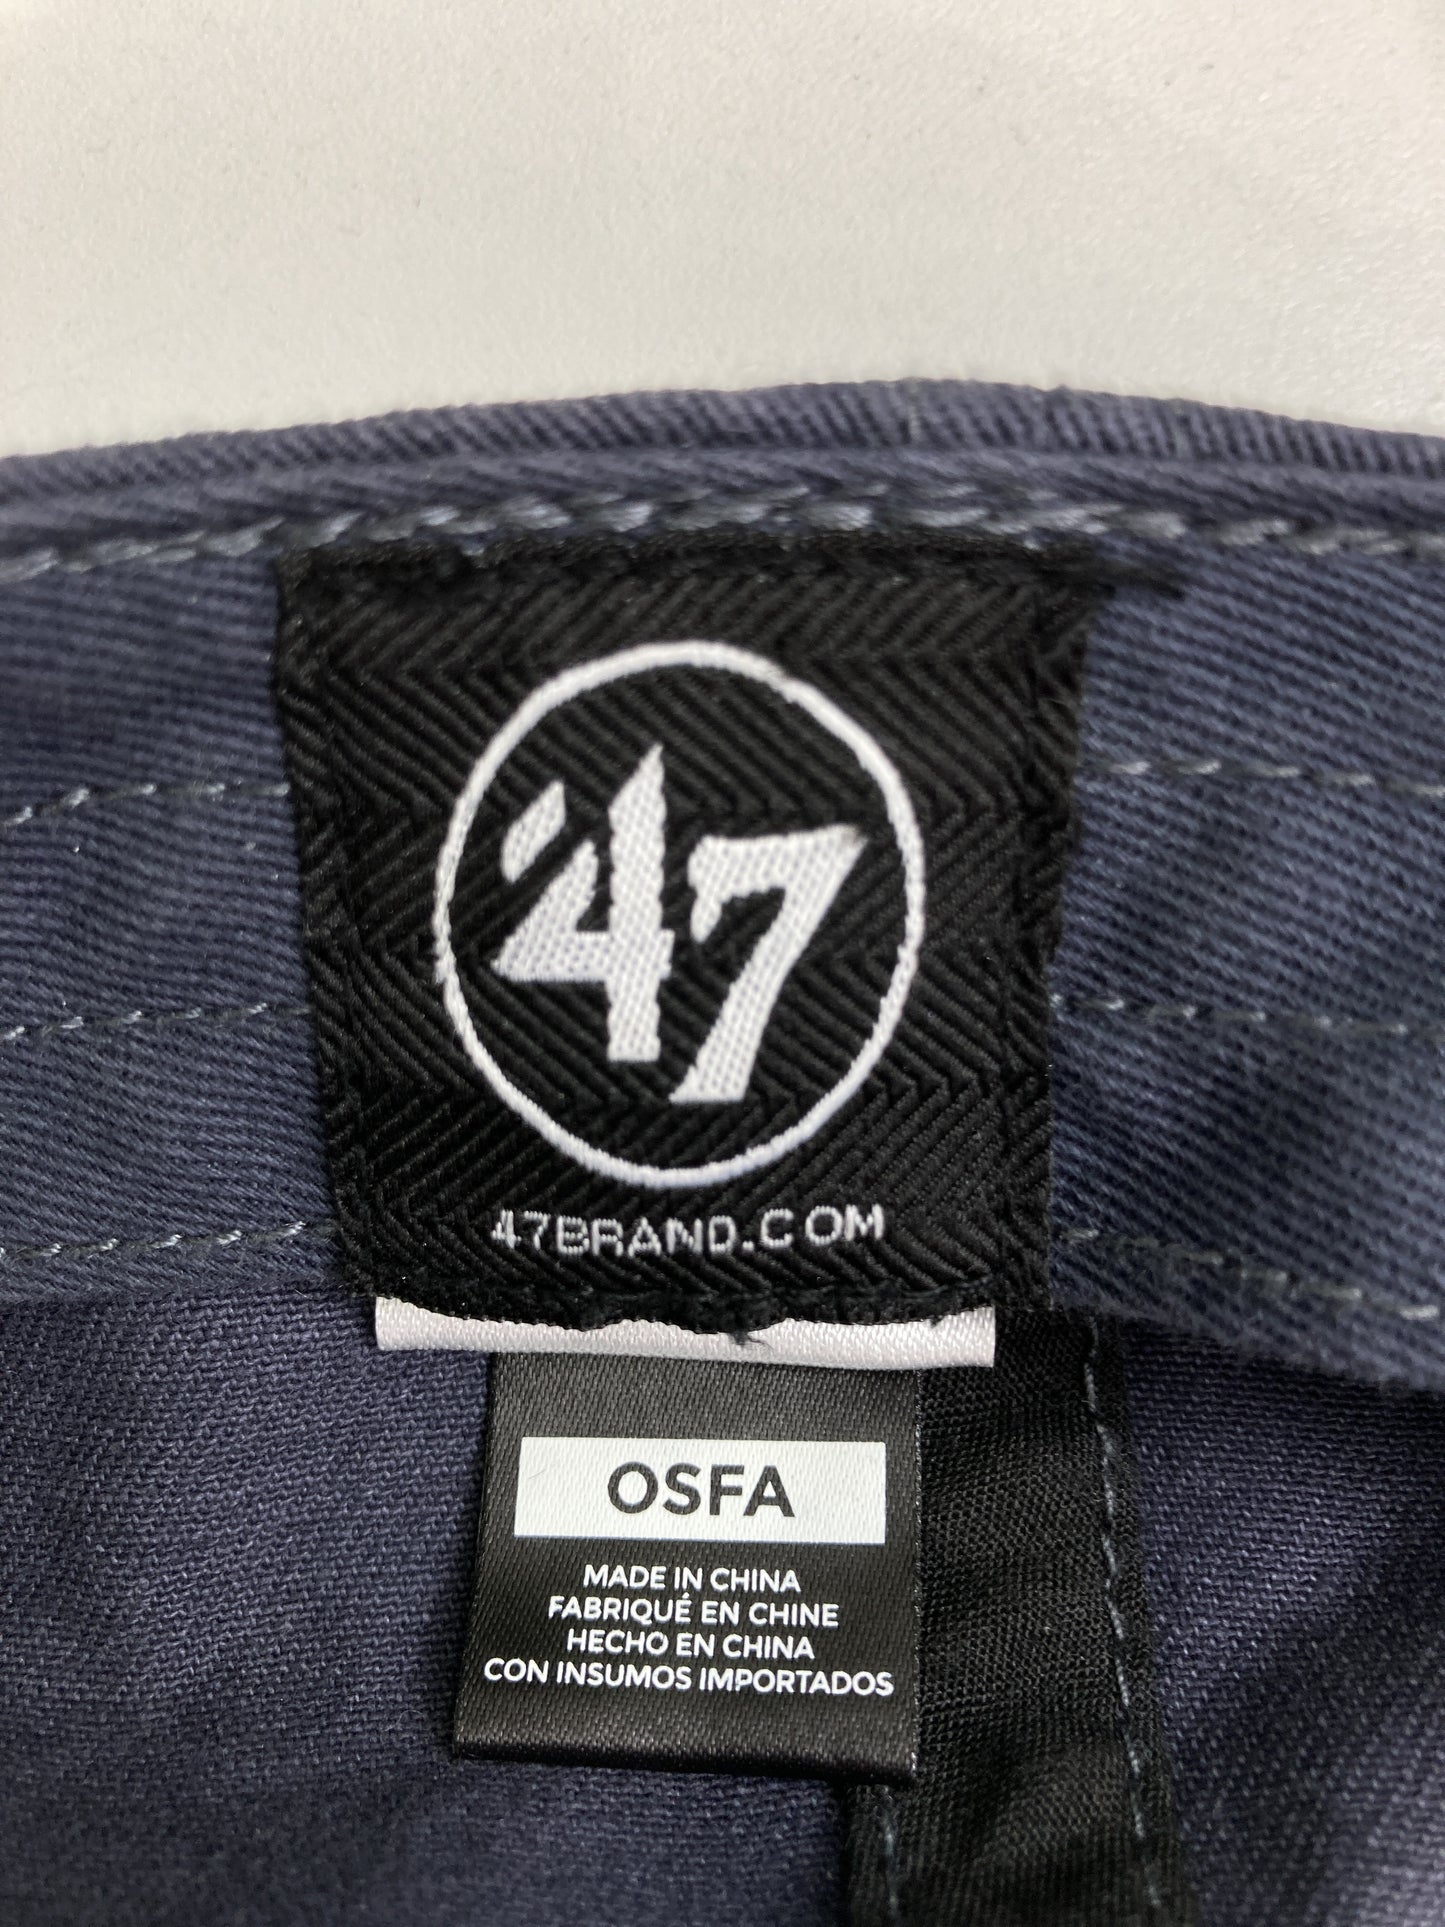 '47
47BRAND.COM
OSFA
MADE IN CHINA
FABRIQUÉ EN CHINE
HECHO EN CHINA
CON INSUMOS IMPORTADOS